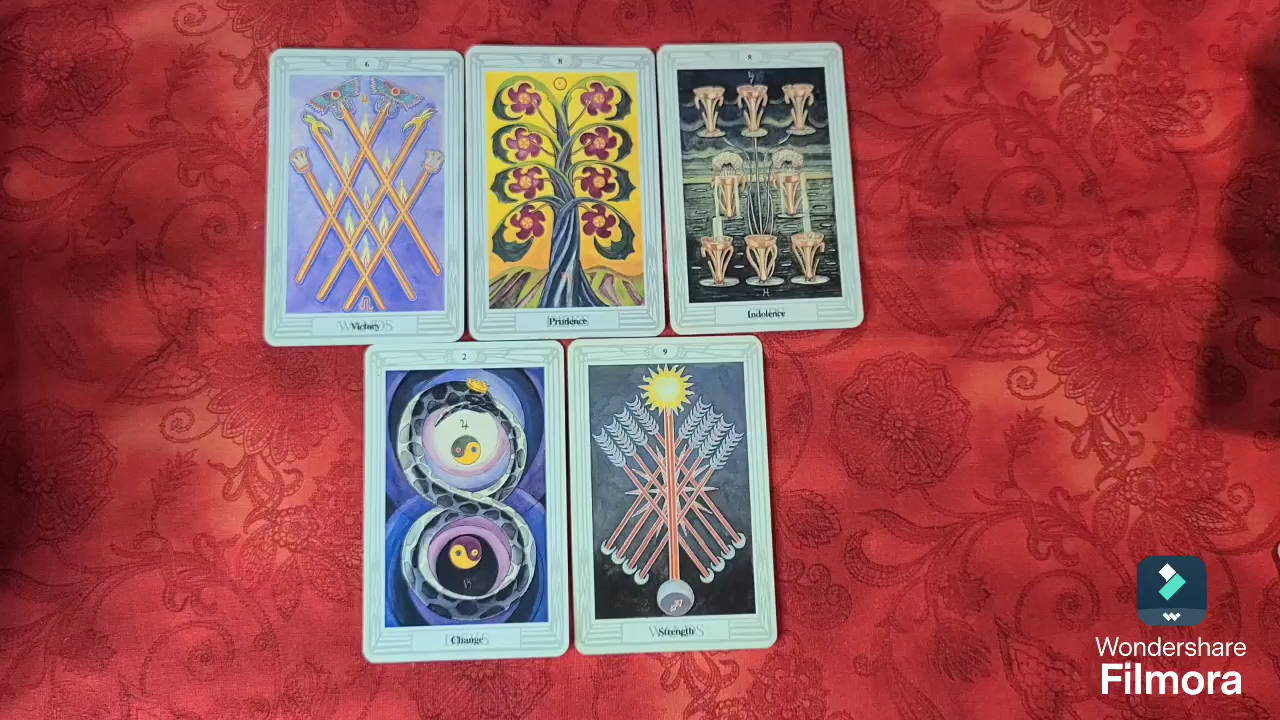 6
8
8
Victory
Prudence
Indolence
2
9
Change
Strength
Wondershare
Filmora